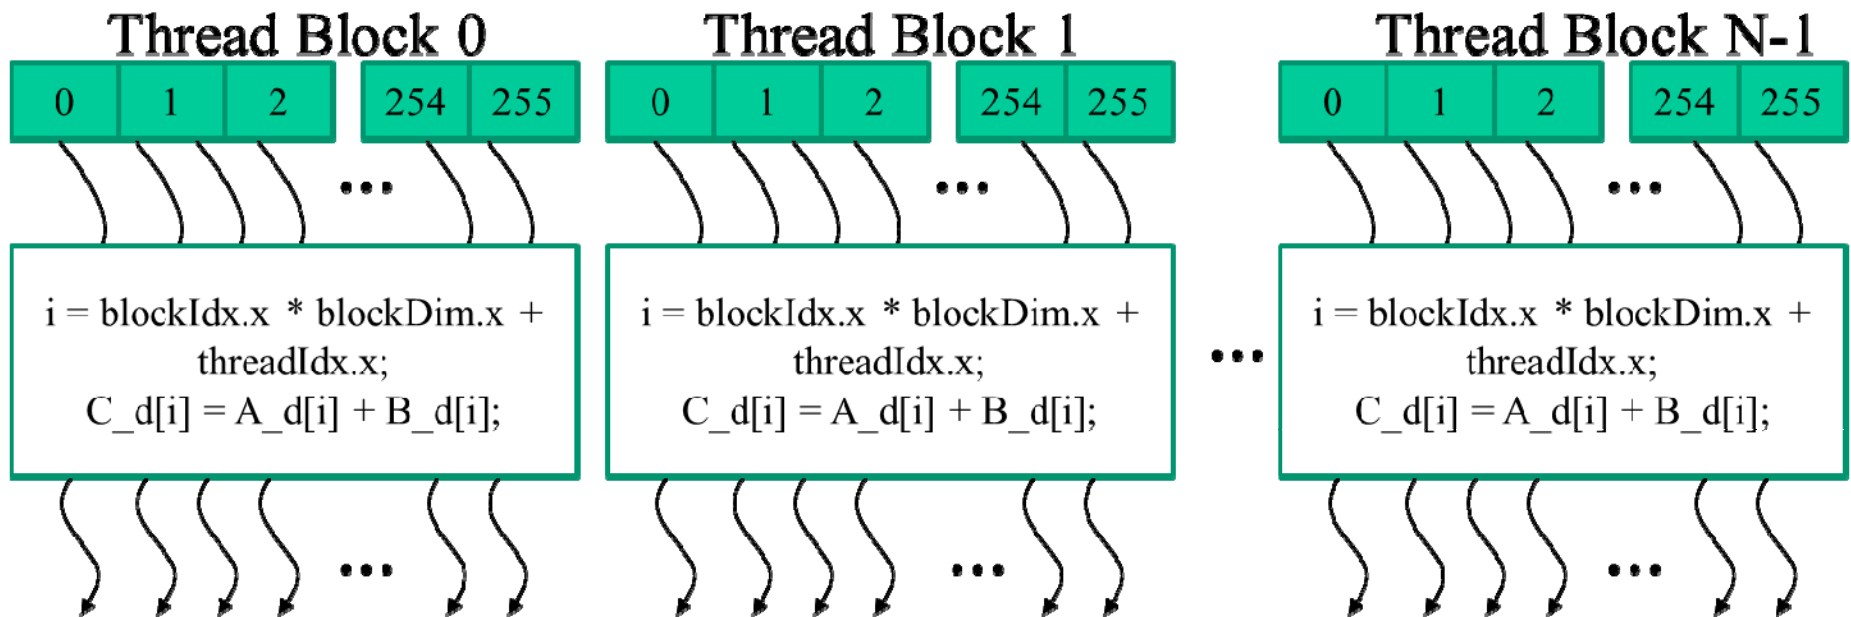 Thread Block 0
0 1 2 254 255
...
i = blockIdx.x * blockDim.x +
threadIdx.x;
C_d[i] = A_d[i] + B_d[i];
...
Thread Block 1
0 1 2 254 255
...
i = blockIdx.x * blockDim.x +
threadIdx.x;
C_d[i] = A_d[i] + B_d[i];
...
...
Thread Block N-1
0 1 2 254 255
...
i = blockIdx.x * blockDim.x +
threadIdx.x;
C_d[i] = A_d[i] + B_d[i];
...